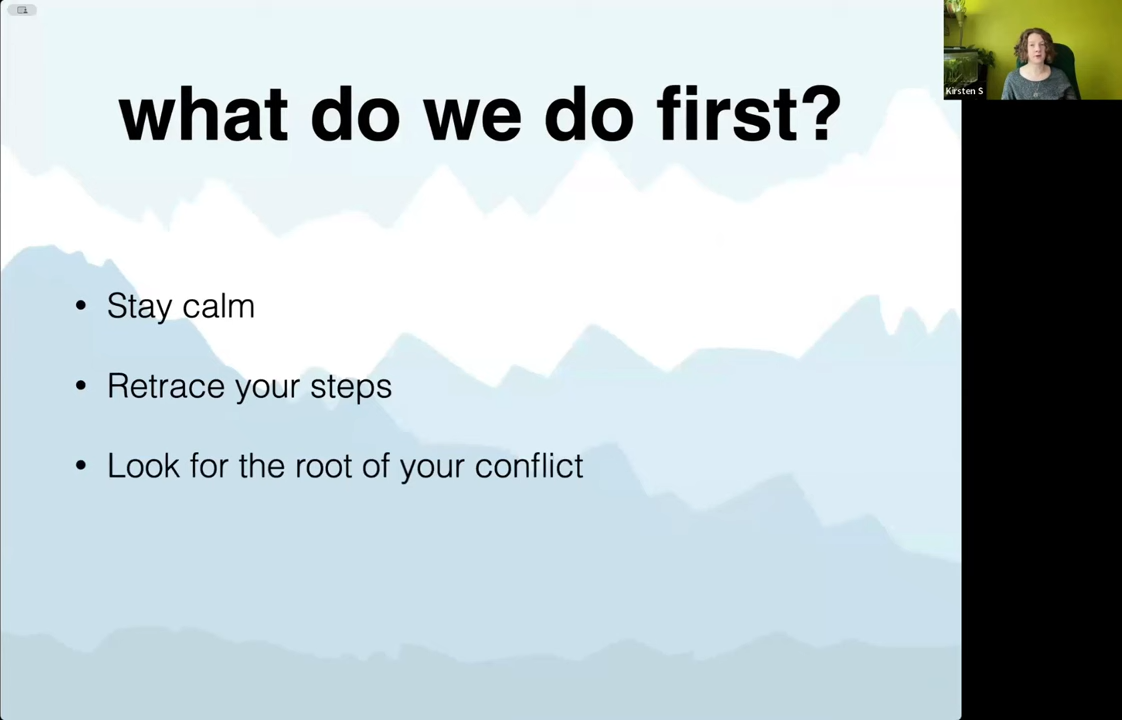 what do we do first?
Kirsten S
• Stay calm
• Retrace your steps
• Look for the root of your conflict